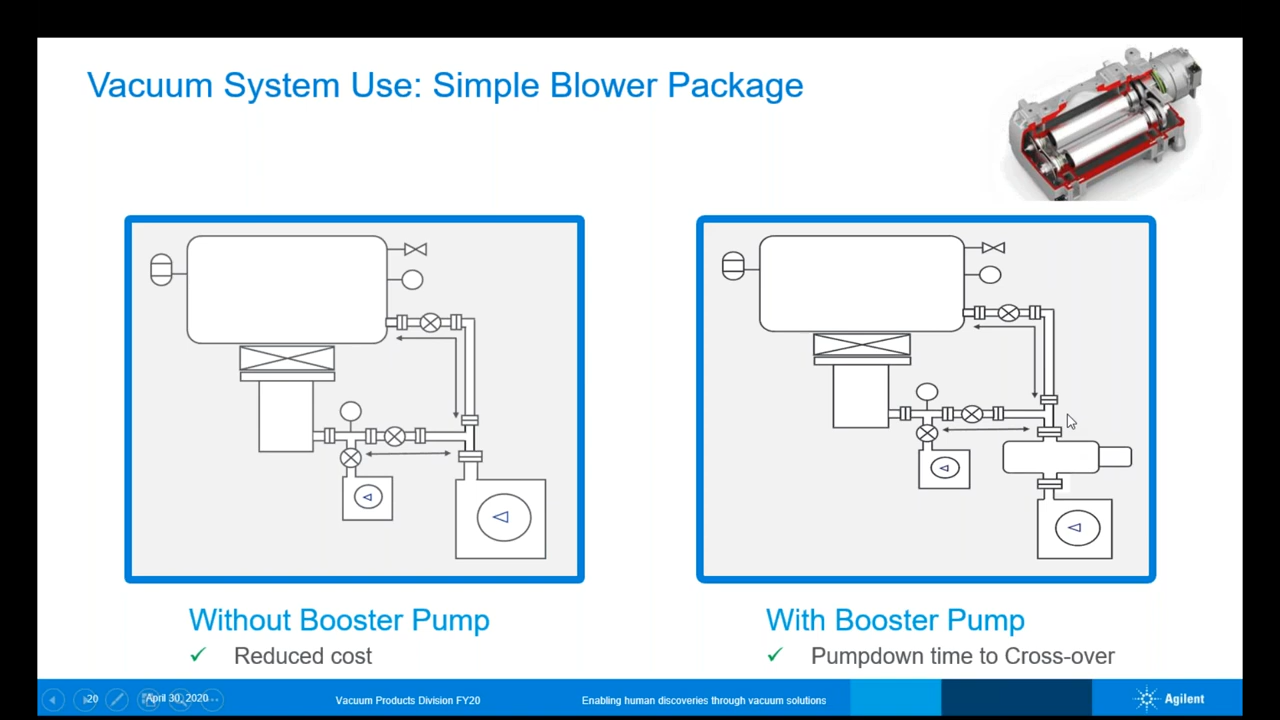 Vacuum System Use: Simple Blower Package
Without Booster Pump
✓ Reduced cost
With Booster Pump
✓ Pumpdown time to Cross-over
20
April 30, 2020
Vacuum Products Division FY20
Enabling human discoveries through vacuum solutions
Agilent